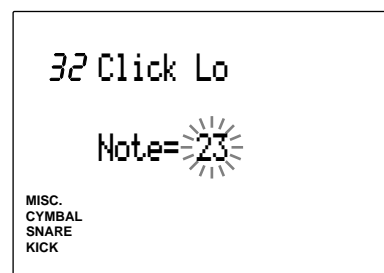 32 Click Lo
Note=23
MISC.
CYMBAL
SNARE
KICK